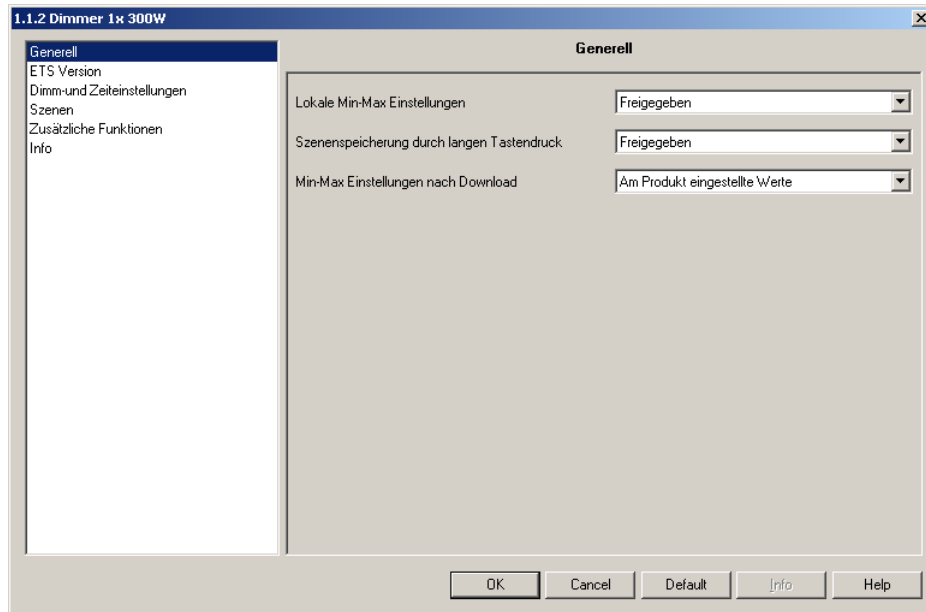 1.1.2 Dimmer 1x 300W
Generell
ETS Version
Dimm-und Zeiteinstellungen
Szenen
Zusätzliche Funktionen
Info
Generell
Lokale Min-Max Einstellungen
Freigegeben
Szenenspeicherung durch langen Tastendruck
Freigegeben
Min-Max Einstellungen nach Download
Am Produkt eingestellte Werte
OK
Cancel
Default
Info
Help